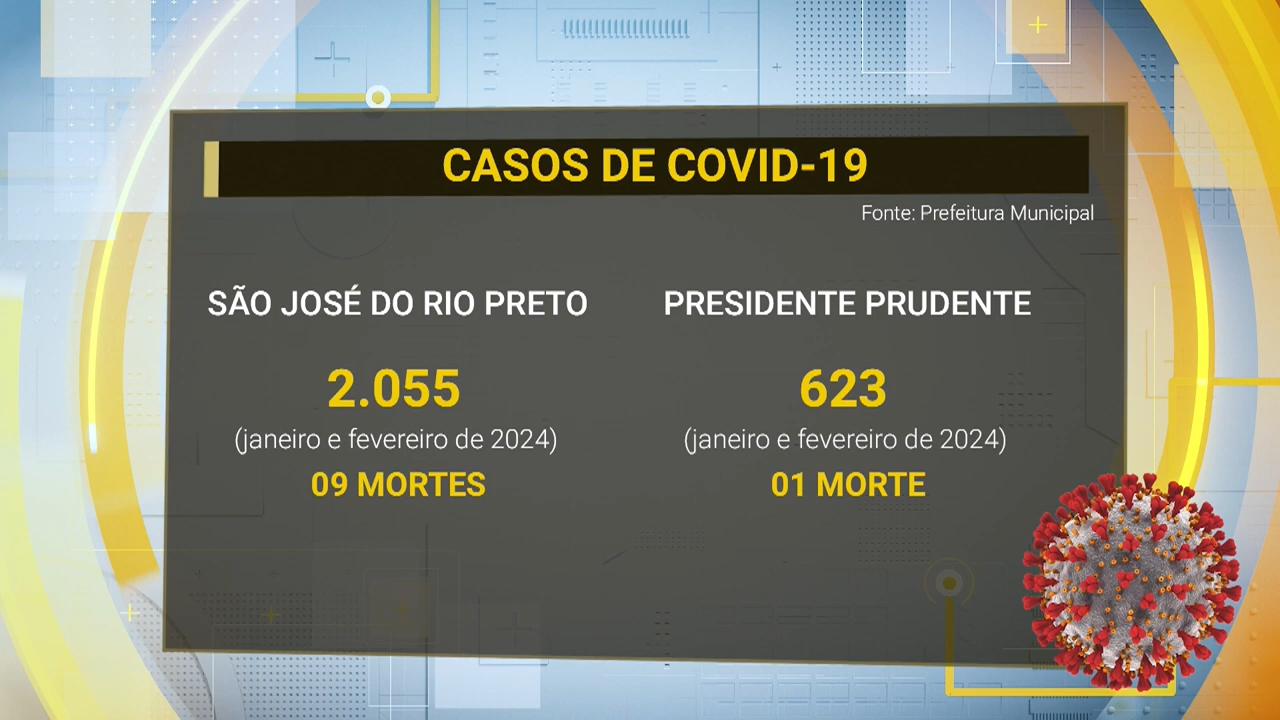 CASOS DE COVID-19
Fonte: Prefeitura Municipal
SÃO JOSÉ DO RIO PRETO
2.055
(janeiro e fevereiro de 2024)
09 MORTES
PRESIDENTE PRUDENTE
623
(janeiro e fevereiro de 2024)
01 MORTE